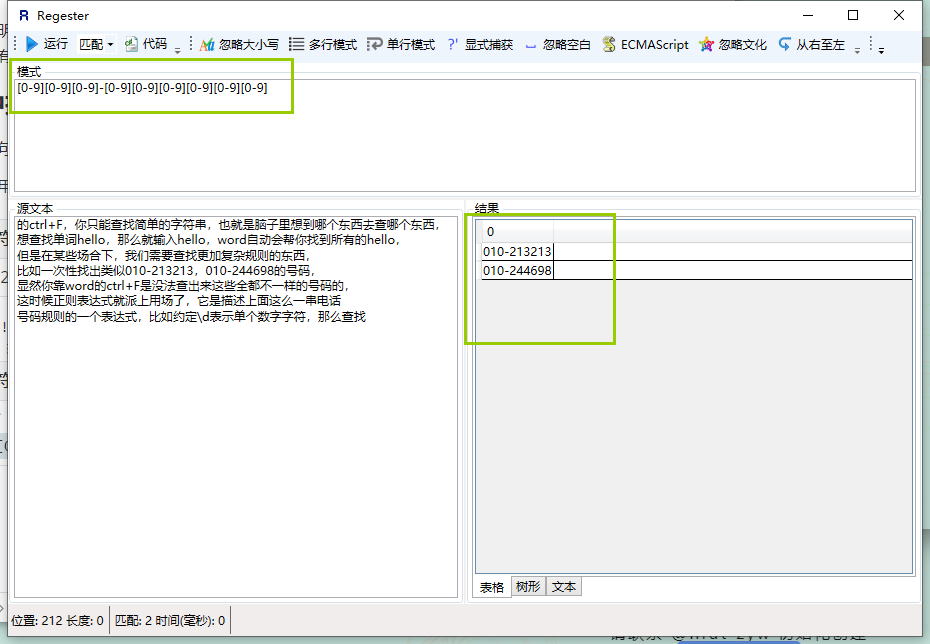 Regester
运行 匹配 代码 忽略大小写 多行模式 单行模式 显式捕获 忽略空白 ECMAScript 忽略文化 从右至左
模式
[0-9][0-9][0-9]-[0-9][0-9][0-9][0-9][0-9][0-9]
源文本
的ctrl+F，你只能查找简单的字符串，也就是脑子里想到哪个东西去查哪个东西，
想查找单词hello，那么就输入hello，word自动会帮你找到所有的hello，
但是在某些场合下，我们需要查找更加复杂规则的东西，
比如一次性找出类似010-213213，010-244698的号码，
显然你靠word的ctrl+F是没法查出来这些全都不一样的号码的，
这时候正则表达式就派上用场了，它是描述上面这么一串电话
号码规则的一个表达式，比如约定\d表示单个数字字符，那么查找
结果
0
010-213213
010-244698
表格 树形 文本
位置: 212 长度: 0 匹配: 2 时间(毫秒): 0